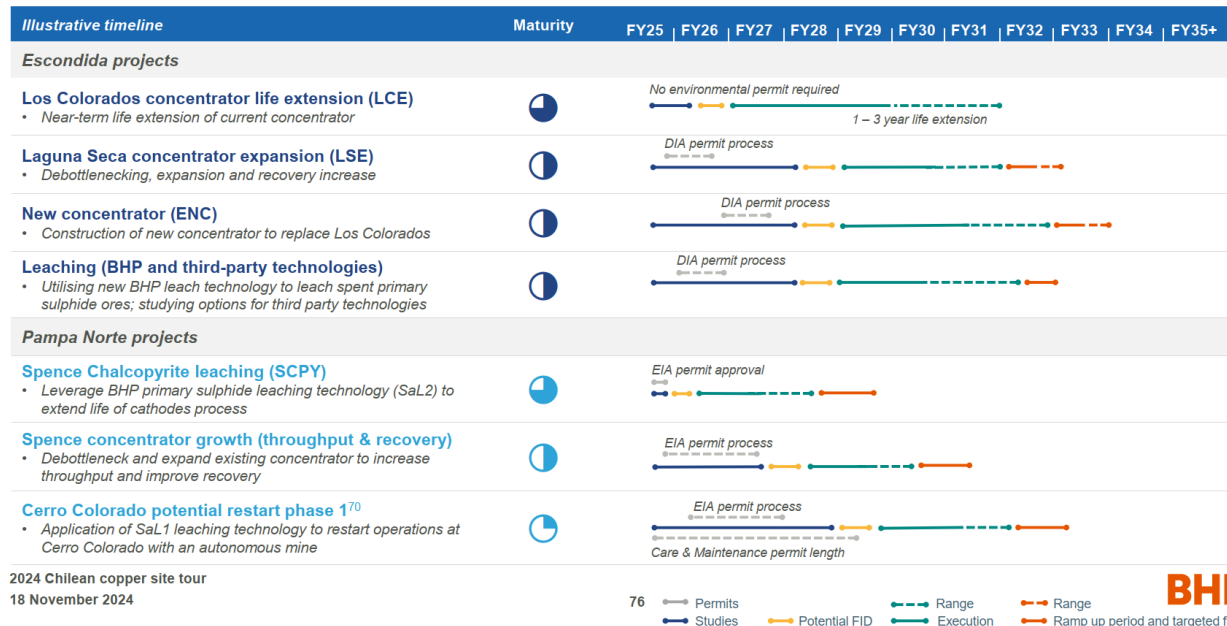 Illustrative timeline Maturity FY25 FY26 FY27 FY28 FY29 FY30 FY31 FY32 FY33 FY34 FY35+
Escondida projects
Los Colorados concentrator life extension (LCE)
• Near-term life extension of current concentrator
No environmental permit required
1 – 3 year life extension
Laguna Seca concentrator expansion (LSE)
• Debottlenecking, expansion and recovery increase
DIA permit process
New concentrator (ENC)
• Construction of new concentrator to replace Los Colorados
DIA permit process
Leaching (BHP and third-party technologies)
• Utilising new BHP leach technology to leach spent primary
sulphide ores; studying options for third party technologies
DIA permit process
Pampa Norte projects
Spence Chalcopyrite leaching (SCPY)
• Leverage BHP primary sulphide leaching technology (SaL2) to
extend life of cathodes process
EIA permit approval
Spence concentrator growth (throughput & recovery)
• Debottleneck and expand existing concentrator to increase
throughput and improve recovery
EIA permit process
Cerro Colorado potential restart phase 1⁷⁰
• Application of SaL1 leaching technology to restart operations at
Cerro Colorado with an autonomous mine
EIA permit process
Care & Maintenance permit length
2024 Chilean copper site tour
18 November 2024
76
Permits
Studies
Potential FID
Range
Execution
Range
Ramp up period and targeted
BH